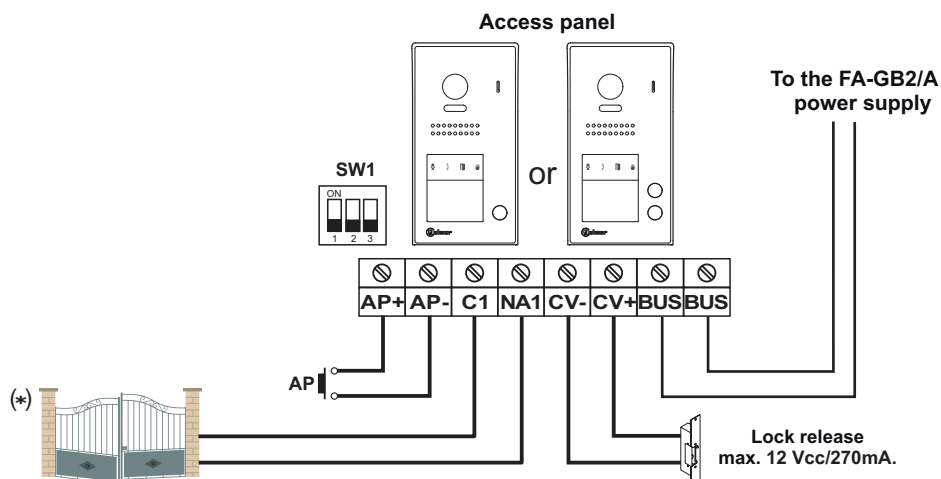 Access panel
To the FA-GB2/A
power supply
SW1
ON
1 2 3
or
AP+ AP- C1 NA1 CV- CV+ BUS BUS
AP
(*)
Lock release
max. 12 Vcc/270mA.